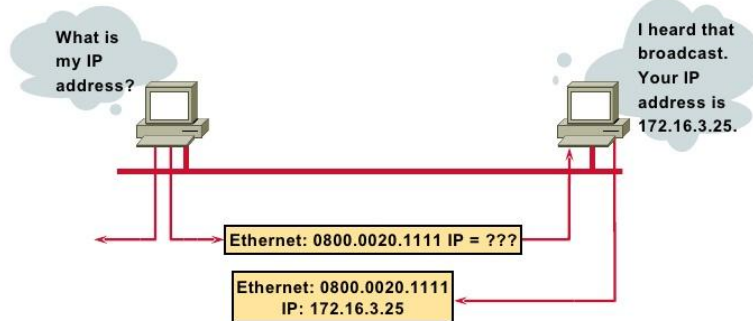 What is
my IP
address?
I heard that
broadcast.
Your IP
address is
172.16.3.25.
Ethernet: 0800.0020.1111 IP = ???
Ethernet: 0800.0020.1111
IP: 172.16.3.25